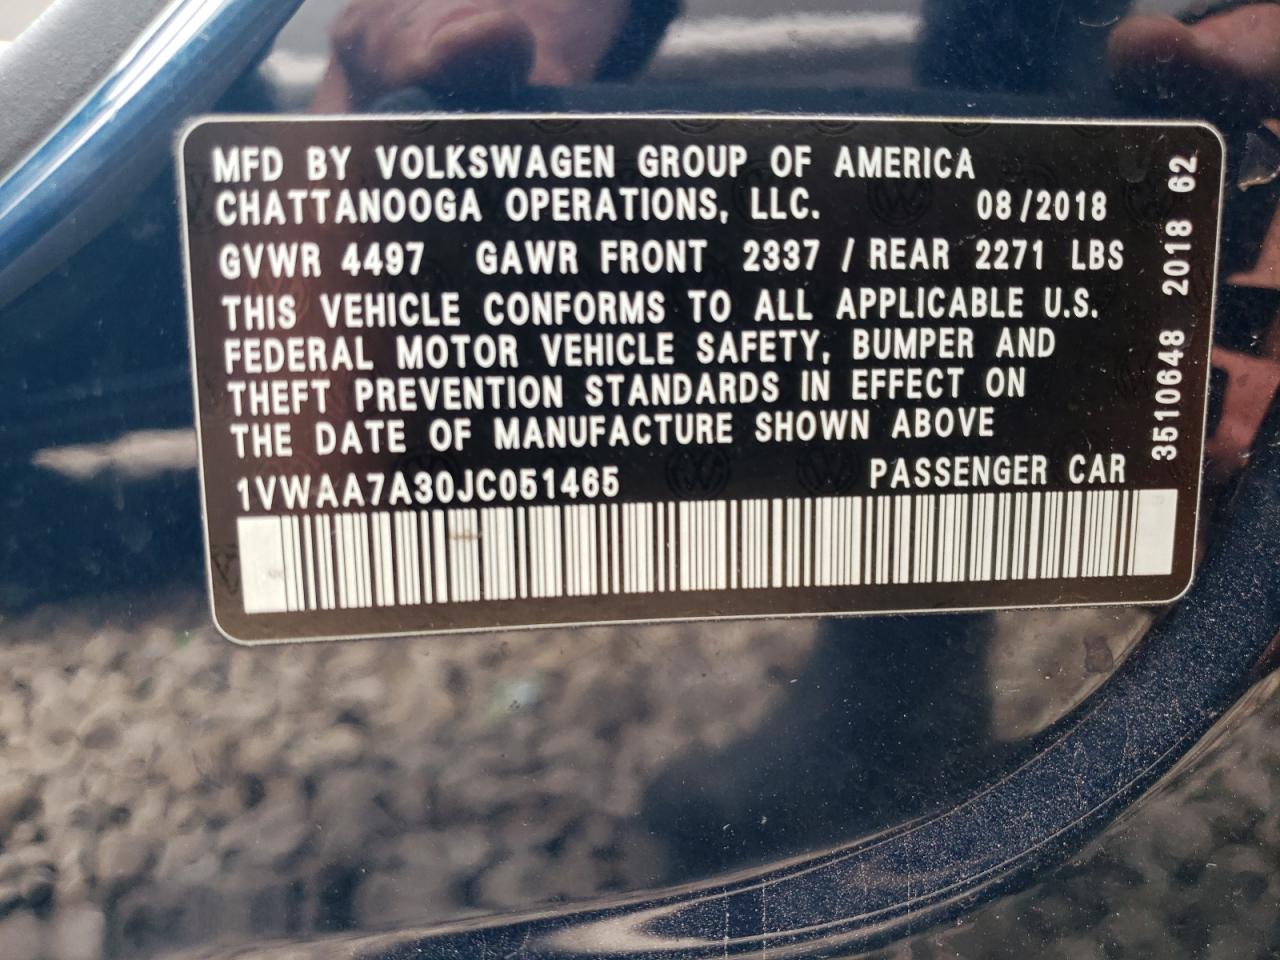 MFD BY VOLKSWAGEN GROUP OF AMERICA
CHATTANOOGA OPERATIONS, LLC. 08/2018
GVWR 4497 GAWR FRONT 2337 / REAR 2271 LBS
THIS VEHICLE CONFORMS TO ALL APPLICABLE U.S.
FEDERAL MOTOR VEHICLE SAFETY, BUMPER AND
THEFT PREVENTION STANDARDS IN EFFECT ON
THE DATE OF MANUFACTURE SHOWN ABOVE
1VWAA7A30JC051465 PASSENGER CAR
3510648 2018 62